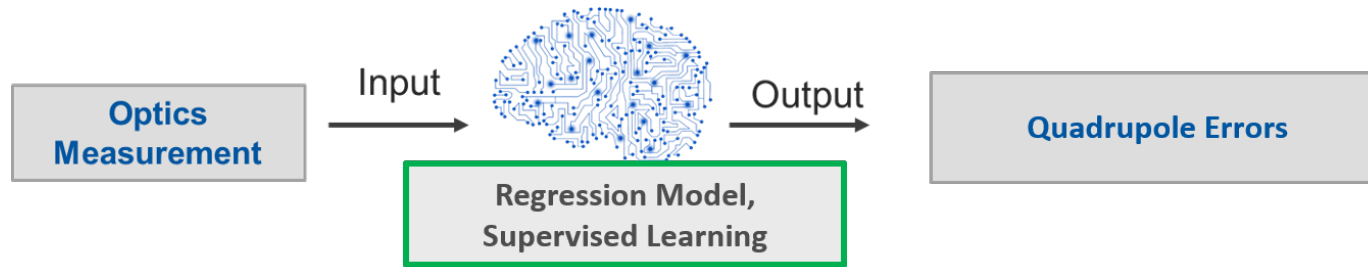 Optics
Measurement
Input
Output
Regression Model,
Supervised Learning
Quadrupole Errors